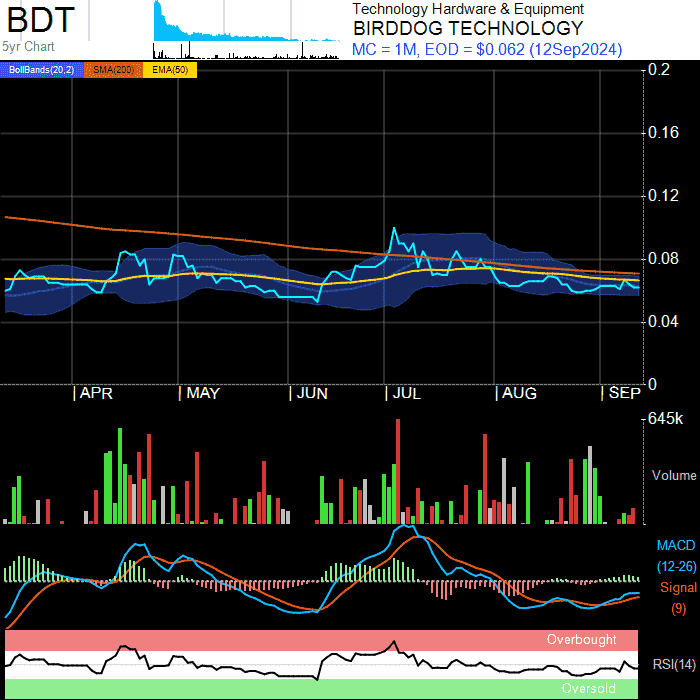 BDT
5yr Chart
Technology Hardware & Equipment
BIRDDOG TECHNOLOGY
MC = 1M, EOD = $0.062 (12Sep2024)
BollBands(20,2) SMA(200) EMA(50)
0.2
0.16
0.12
0.08
0.04
0
APR MAY JUN JUL AUG SEP
645k
Volume
MACD
(12-26)
Signal
(9)
Overbought
RSI(14)
Oversold